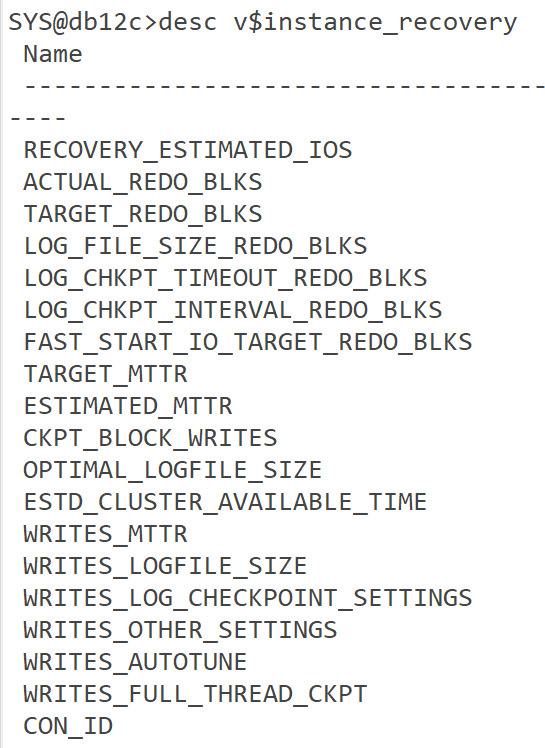 SYS@db12c>desc v$instance_recovery
Name
-----------------------------------
----
RECOVERY_ESTIMATED_IOS
ACTUAL_REDO_BLKS
TARGET_REDO_BLKS
LOG_FILE_SIZE_REDO_BLKS
LOG_CHKPT_TIMEOUT_REDO_BLKS
LOG_CHKPT_INTERVAL_REDO_BLKS
FAST_START_IO_TARGET_REDO_BLKS
TARGET_MTTR
ESTIMATED_MTTR
CKPT_BLOCK_WRITES
OPTIMAL_LOGFILE_SIZE
ESTD_CLUSTER_AVAILABLE_TIME
WRITES_MTTR
WRITES_LOGFILE_SIZE
WRITES_LOG_CHECKPOINT_SETTINGS
WRITES_OTHER_SETTINGS
WRITES_AUTOTUNE
WRITES_FULL_THREAD_CKPT
CON_ID